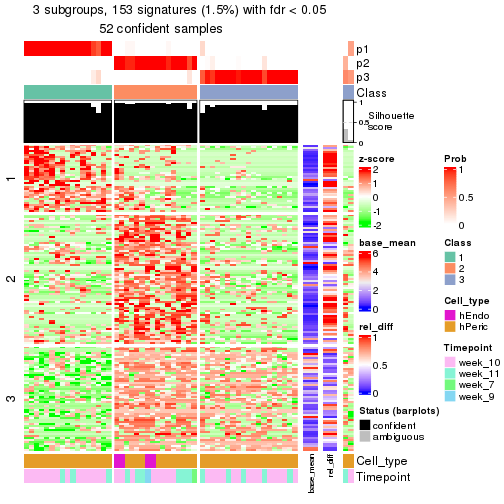 3 subgroups, 153 signatures (1.5%) with fdr < 0.05
52 confident samples
p1
p2
p3
Class
1
0.5
0
Silhouette
score
1
2
3
z-score
2
1
0
-1
-2
base_mean
6
4
2
0
rel_diff
1
0.5
0
Status (barplots)
confident
ambiguous
Prob
1
0.5
0
Class
1
2
3
Cell_type
hEndo
hPeric
Timepoint
week_10
week_11
week_7
week_9
Cell_type
Timepoint
base_mean
rel_diff